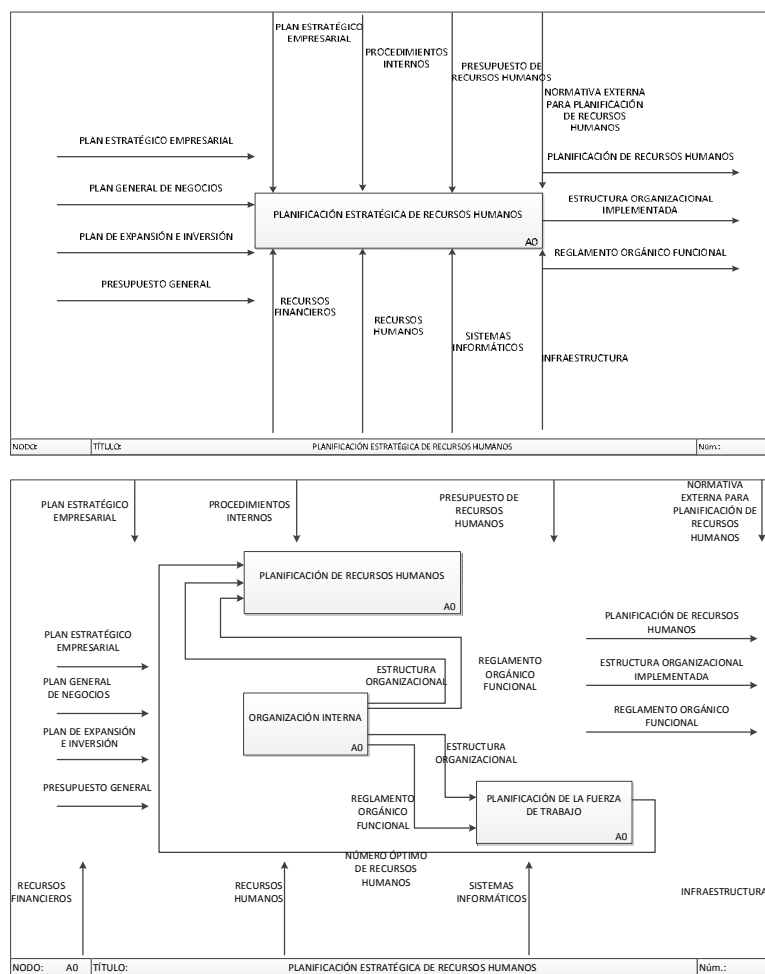 PLAN ESTRATÉGICO
EMPRESARIAL
PROCEDIMIENTOS
INTERNOS
PRESUPUESTO DE
RECURSOS HUMANOS
NORMATIVA EXTERNA
PARA PLANIFICACIÓN
DE RECURSOS
HUMANOS
PLAN ESTRATÉGICO EMPRESARIAL
PLANIFICACIÓN DE RECURSOS HUMANOS
PLAN GENERAL DE NEGOCIOS
ESTRUCTURA ORGANIZACIONAL
IMPLEMENTADA
PLANIFICACIÓN ESTRATÉGICA DE RECURSOS HUMANOS
A0
PLAN DE EXPANSIÓN E INVERSIÓN
REGLAMENTO ORGÁNICO FUNCIONAL
PRESUPUESTO GENERAL
RECURSOS
FINANCIEROS
RECURSOS
HUMANOS
SISTEMAS
INFORMÁTICOS
INFRAESTRUCTURA
NODO: TÍTULO: PLANIFICACIÓN ESTRATÉGICA DE RECURSOS HUMANOS Núm.:
PLAN ESTRATÉGICO
EMPRESARIAL
PROCEDIMIENTOS
INTERNOS
PRESUPUESTO DE
RECURSOS
HUMANOS
NORMATIVA
EXTERNA PARA
PLANIFICACIÓN DE
RECURSOS
HUMANOS
PLANIFICACIÓN DE RECURSOS HUMANOS
A0
PLAN ESTRATÉGICO
EMPRESARIAL
PLAN GENERAL
DE NEGOCIOS
PLAN DE EXPANSIÓN
E INVERSIÓN
PRESUPUESTO GENERAL
ESTRUCTURA
ORGANIZACIONAL
REGLAMENTO
ORGÁNICO
FUNCIONAL
PLANIFICACIÓN DE RECURSOS
HUMANOS
ESTRUCTURA ORGANIZACIONAL
IMPLEMENTADA
REGLAMENTO ORGÁNICO
FUNCIONAL
ORGANIZACIÓN INTERNA
A0
ESTRUCTURA
ORGANIZACIONAL
REGLAMENTO
ORGÁNICO
FUNCIONAL
PLANIFICACIÓN DE LA FUERZA
DE TRABAJO
A0
NÚMERO ÓPTIMO
DE RECURSOS
HUMANOS
RECURSOS
FINANCIEROS
RECURSOS
HUMANOS
SISTEMAS
INFORMÁTICOS
INFRAESTRUCTURA
NODO: A0 TÍTULO: PLANIFICACIÓN ESTRATÉGICA DE RECURSOS HUMANOS Núm.: